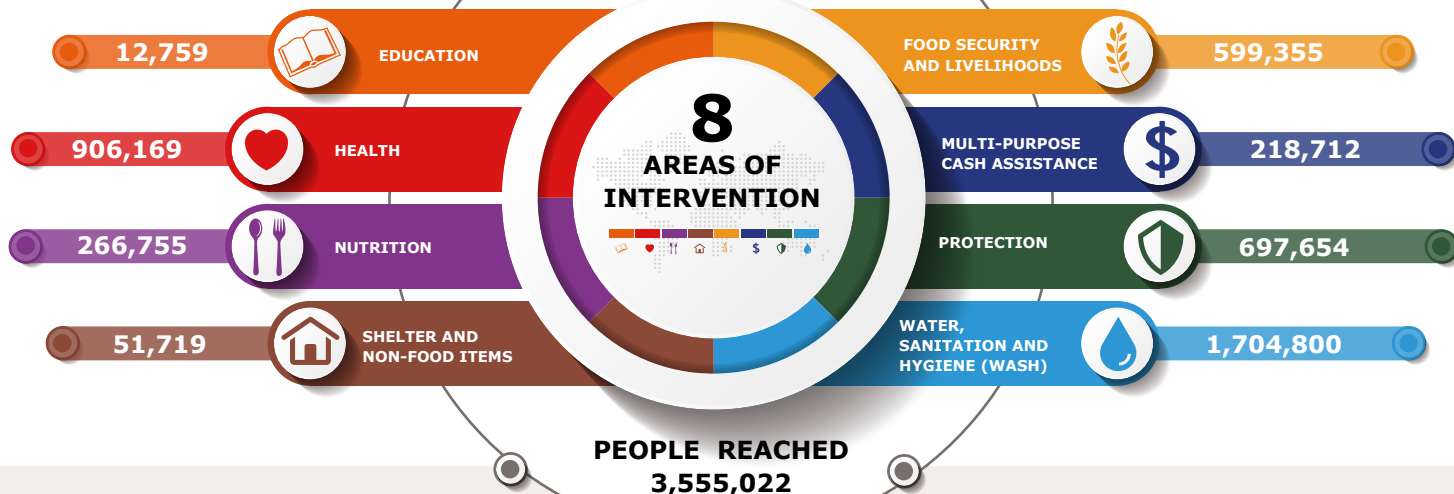 12,759
EDUCATION
906,169
HEALTH
266,755
NUTRITION
51,719
SHELTER AND
NON-FOOD ITEMS
8
AREAS OF
INTERVENTION
FOOD SECURITY
AND LIVELIHOODS
599,355
MULTI-PURPOSE
CASH ASSISTANCE
218,712
PROTECTION
697,654
WATER,
SANITATION AND
HYGIENE (WASH)
1,704,800
PEOPLE REACHED
3,555,022